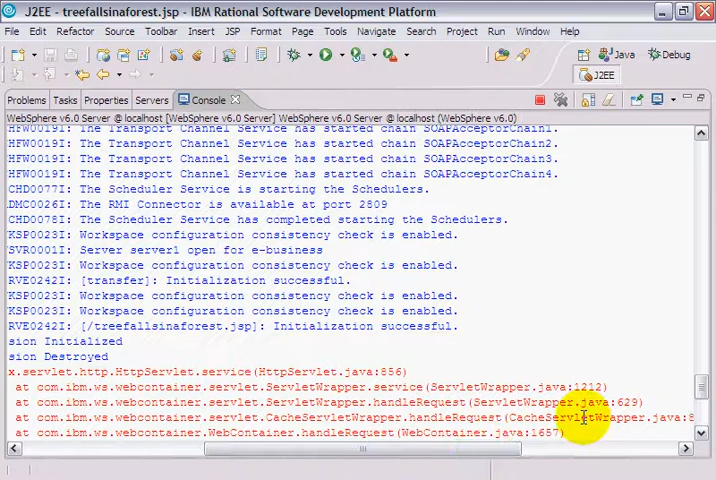 J2EE - treefallsinaforest.jsp - IBM Rational Software Development Platform
File Edit Refactor Source Toolbar Insert JSP Format Page Tools Navigate Search Project Run Window Help
Java Debug
J2EE
Problems Tasks Properties Servers Console
WebSphere v6.0 Server @ localhost [WebSphere v6.0 Server] WebSphere v6.0 Server @ localhost (WebSphere v6.0)
HFW0019I: The Transport Channel Service has started chain SOAPAcceptorChain1.
HFW0019I: The Transport Channel Service has started chain SOAPAcceptorChain2.
HFW0019I: The Transport Channel Service has started chain SOAPAcceptorChain3.
HFW0019I: The Transport Channel Service has started chain SOAPAcceptorChain4.
CHD0077I: The Scheduler Service is starting the Schedulers.
DMC0026I: The RMI Connector is available at port 2809
CHD0078I: The Scheduler Service has completed starting the Schedulers.
KSP0023I: Workspace configuration consistency check is enabled.
SVR0001I: Server server1 open for e-business
KSP0023I: Workspace configuration consistency check is enabled.
RVE0242I: [transfer]: Initialization successful.
KSP0023I: Workspace configuration consistency check is enabled.
KSP0023I: Workspace configuration consistency check is enabled.
RVE0242I: [/treefallsinaforest.jsp]: Initialization successful.
sion Initialized
sion Destroyed
x.servlet.http.HttpServlet.service(HttpServlet.java:856)
at com.ibm.ws.webcontainer.servlet.ServletWrapper.service(ServletWrapper.java:1212)
at com.ibm.ws.webcontainer.servlet.ServletWrapper.handleRequest(ServletWrapper.java:629)
at com.ibm.ws.webcontainer.servlet.CacheServletWrapper.handleRequest(CacheServletWrapper.java:8
at com.ibm.ws.webcontainer.WebContainer.handleRequest(WebContainer.java:1657)